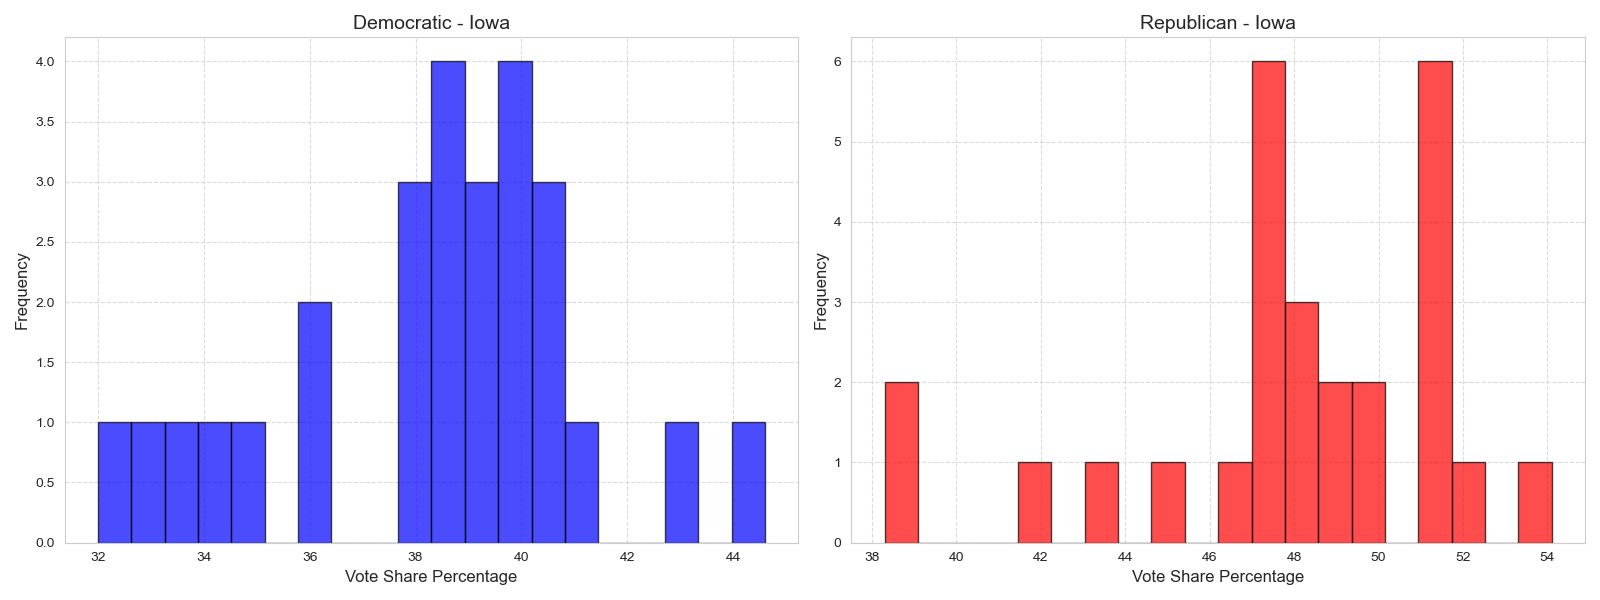 Democratic - Iowa
Frequency
4.0
3.5
3.0
2.5
2.0
1.5
1.0
0.5
0.0
32 34 36 38 40 42 44
Vote Share Percentage
Republican - Iowa
Frequency
6
5
4
3
2
1
0
38 40 42 44 46 48 50 52 54
Vote Share Percentage